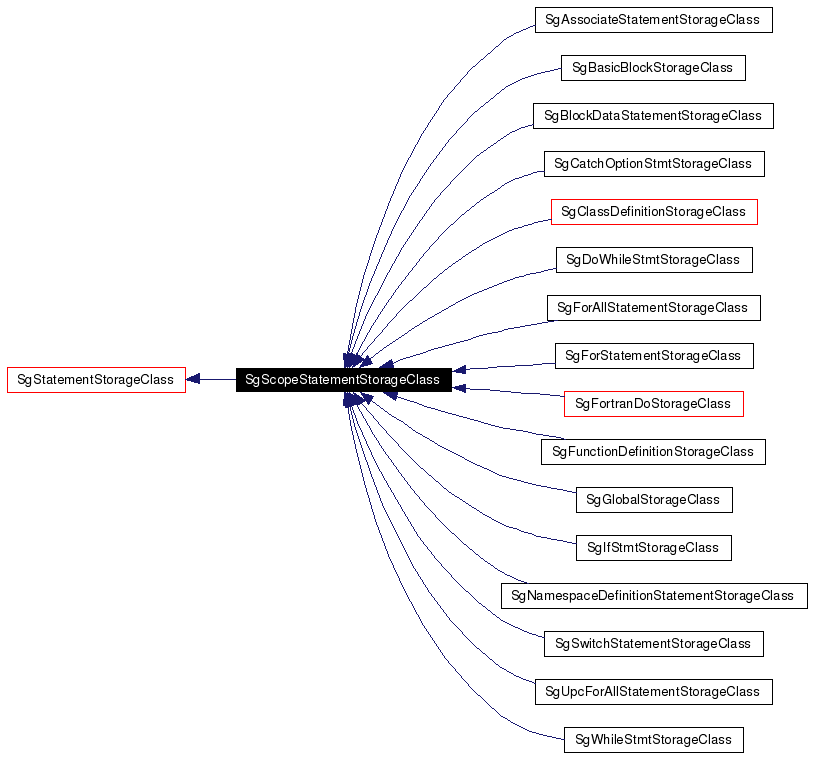 SgAssociateStatementStorageClass
SgBasicBlockStorageClass
SgBlockDataStatementStorageClass
SgCatchOptionStmtStorageClass
SgClassDefinitionStorageClass
SgDoWhileStmtStorageClass
SgForAllStatementStorageClass
SgForStatementStorageClass
SgStatementStorageClass
SgScopeStatementStorageClass
SgFortranDoStorageClass
SgFunctionDefinitionStorageClass
SgGlobalStorageClass
SgIfStmtStorageClass
SgNamespaceDefinitionStatementStorageClass
SgSwitchStatementStorageClass
SgUpcForAllStatementStorageClass
SgWhileStmtStorageClass